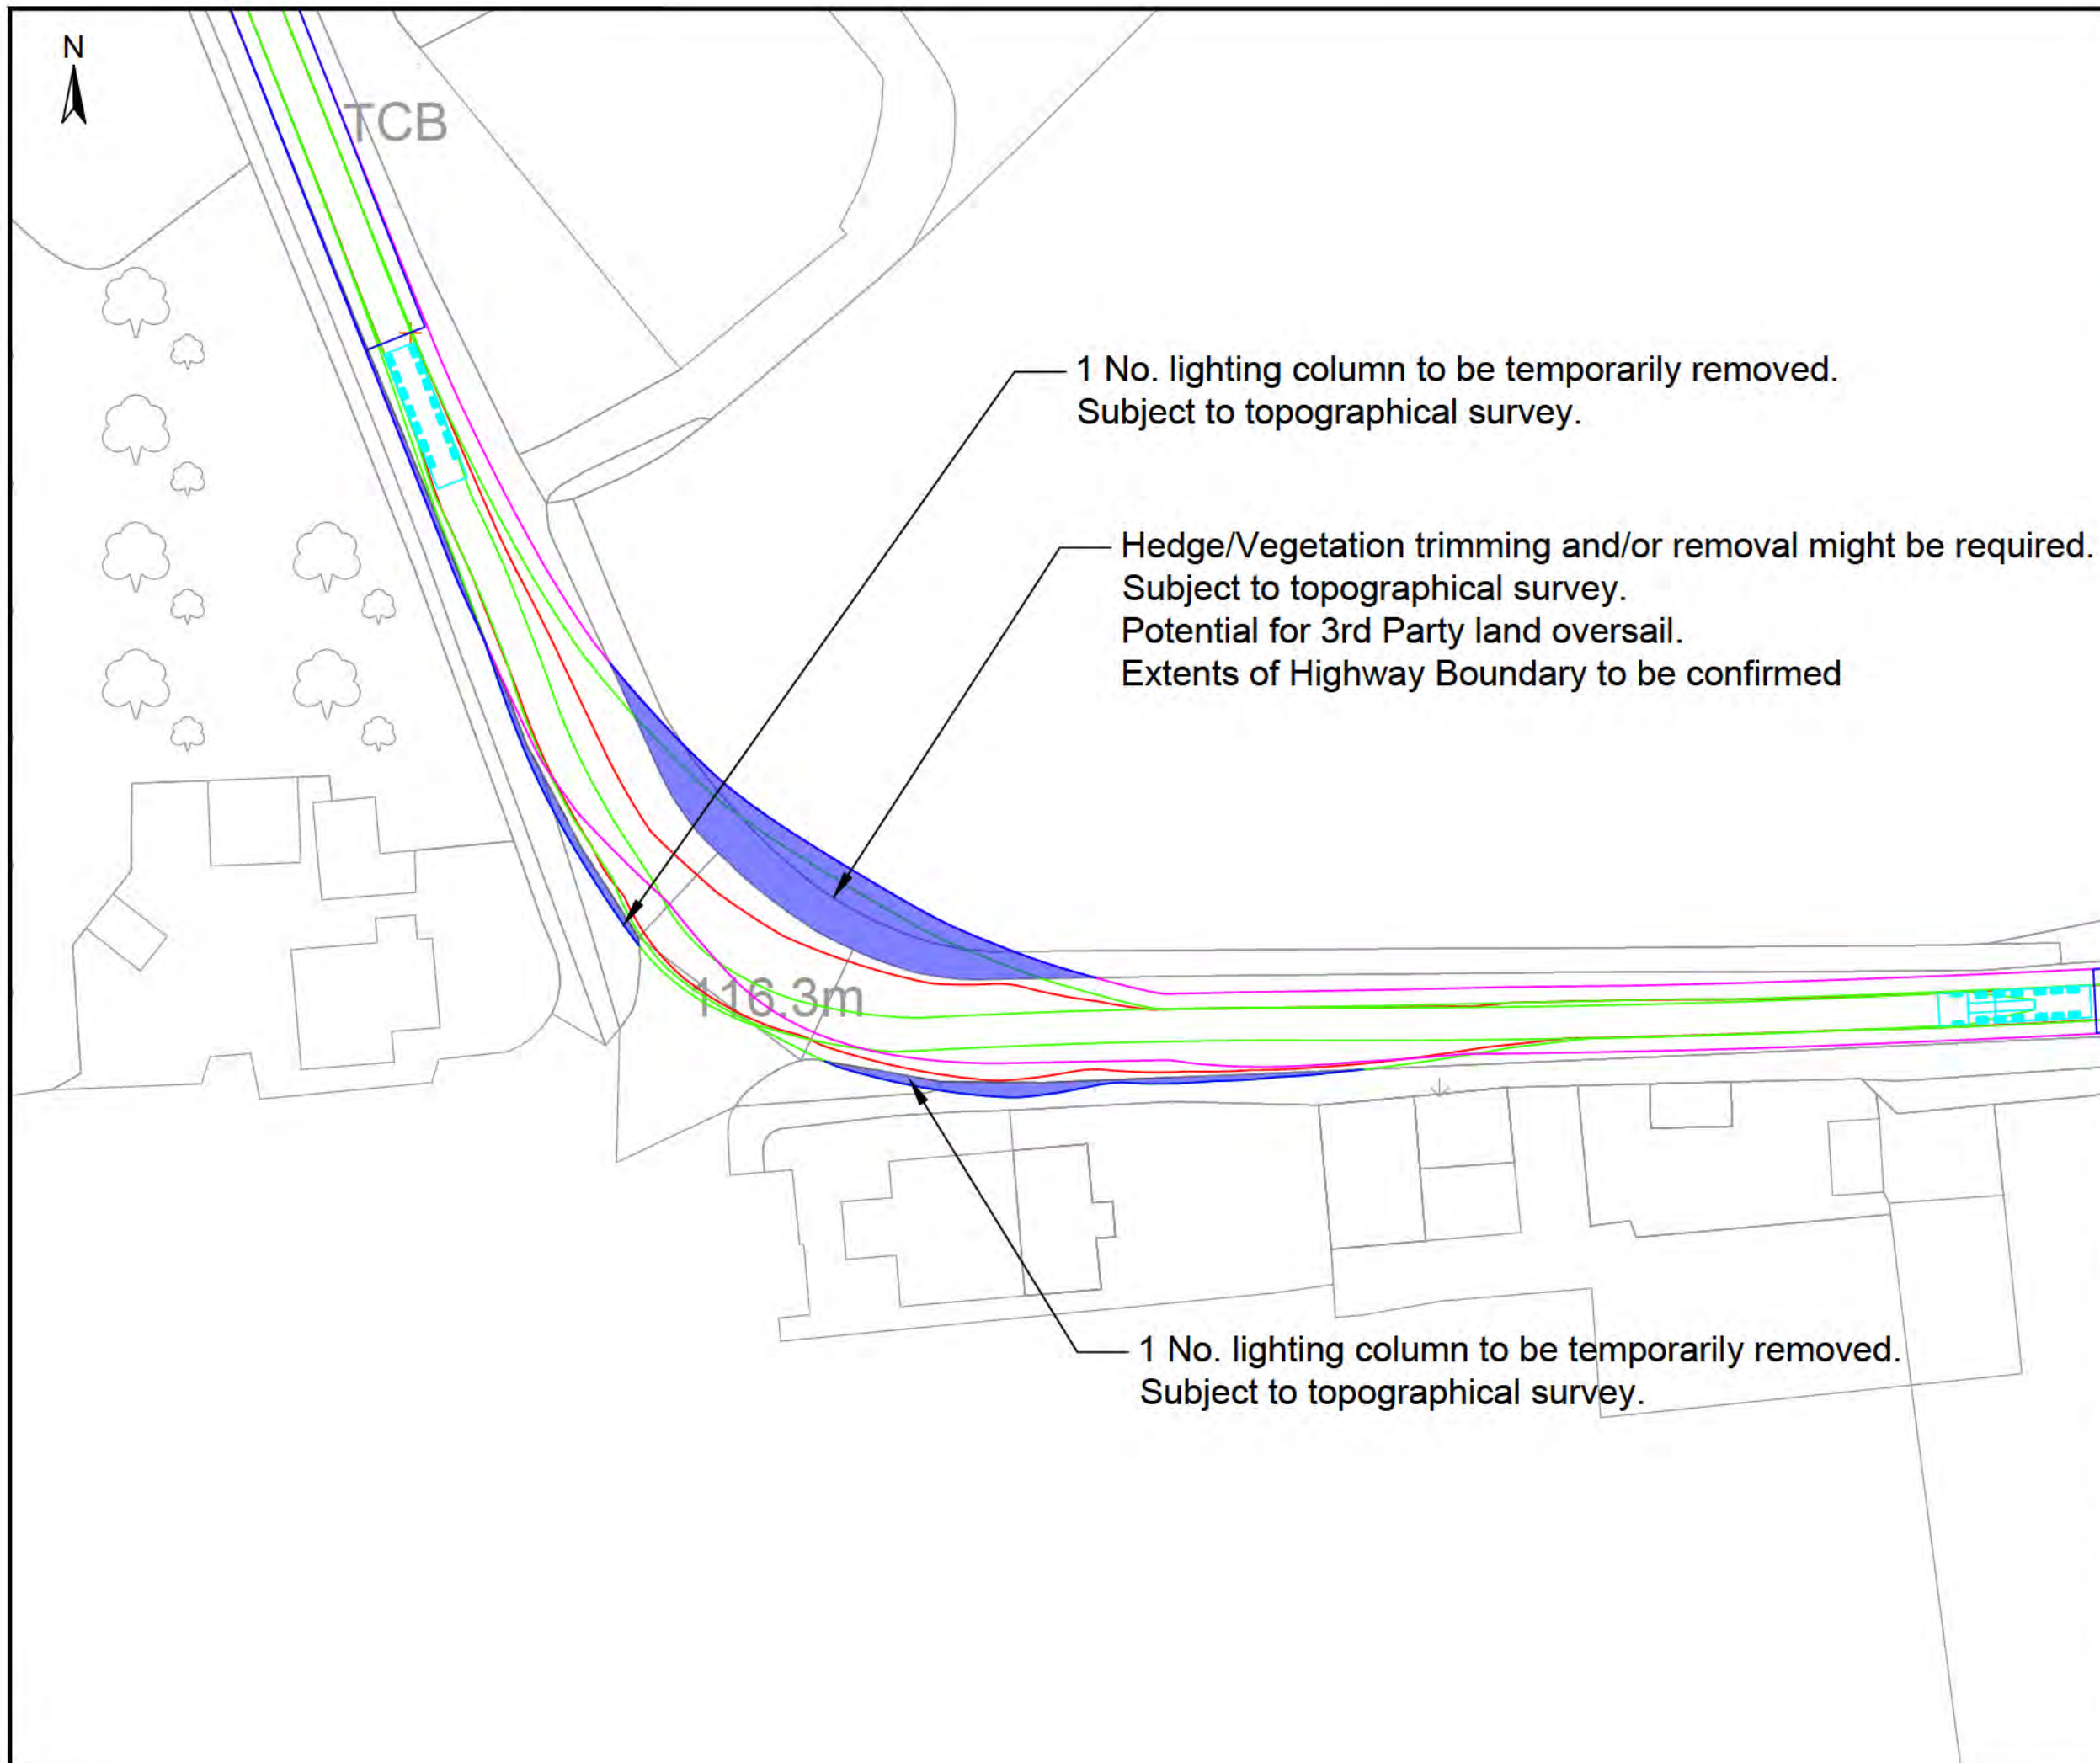 N
TCB
1 No. lighting column to be temporarily removed.
Subject to topographical survey.
Hedge/Vegetation trimming and/or removal might be required.
Subject to topographical survey.
Potential for 3rd Party land oversail.
Extents of Highway Boundary to be confirmed
116.3m
1 No. lighting column to be temporarily removed.
Subject to topographical survey.